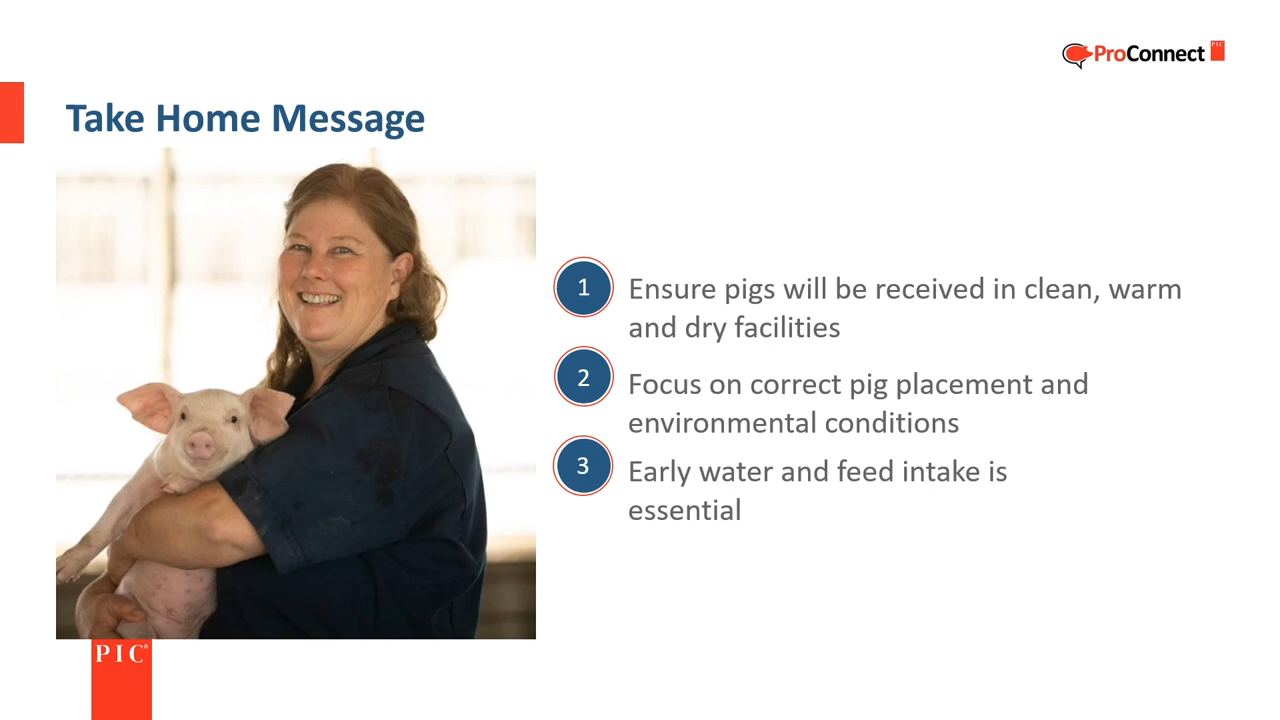 ProConnect PIC
Take Home Message
1 Ensure pigs will be received in clean, warm
and dry facilities
2 Focus on correct pig placement and
environmental conditions
3 Early water and feed intake is
essential
PIC®